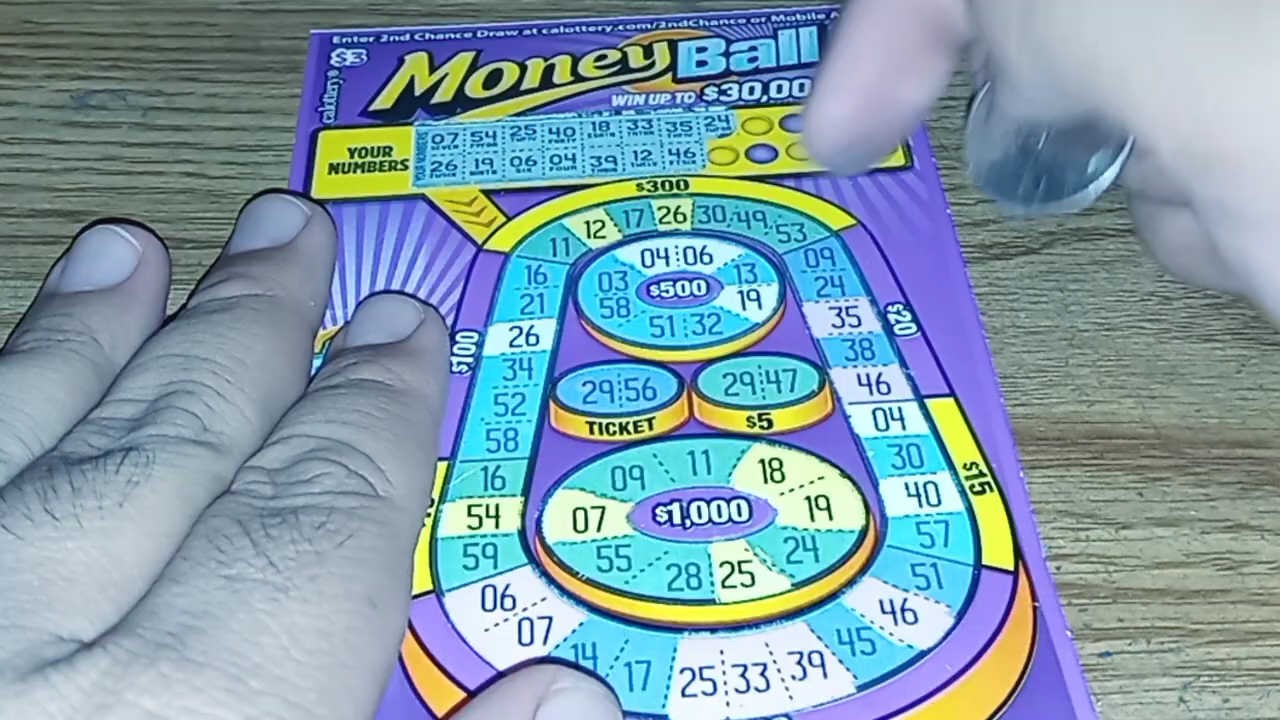 Enter 2nd Chance Draw at calottery.com/2ndChance or Mobile A
$3
calottery
MoneyBall
WIN UP TO $30,00
YOUR NUMBERS
07 54 25 40 18 33 35 24
26 19 06 04 39 12 46
$300
11 12 17 26 30 49 53
04 06
03 $500 13
58 19
51 32
16
21
26
34
52
58
$100
09
24
35
38
46
$20
29 56
TICKET
29 47
$5
04
30
40
57
$15
16
54
59
09 11 18
07 $1,000 19
55 28 25 24
51
06
07
14 17 25 33 39 45 46